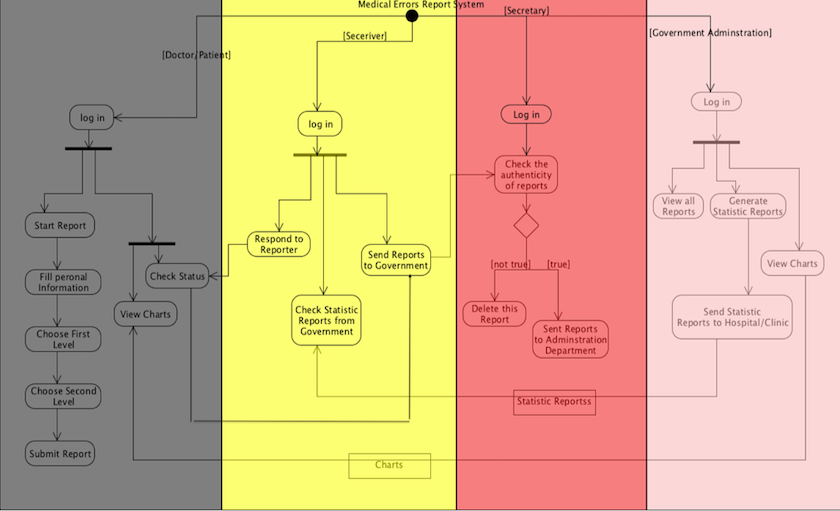 Medical Errors Report System
[Doctor/Patient]
[Seceriver]
[Secretary]
[Government Adminstration]
log in
Start Report
Fill peronal
Information
Choose First
Level
Choose Second
Level
Submit Report
Check Status
View Charts
log in
Respond to
Reporter
Send Reports
to Government
Check Statistic
Reports from
Government
Log in
Check the
authenticity
of reports
[not true]
[true]
Delete this
Report
Sent Reports
to Adminstration
Department
Log in
View all
Reports
Generate
Statistic Reports
View Charts
Send Statistic
Reports to Hospital/Clinic
Statistic Reportss
Charts